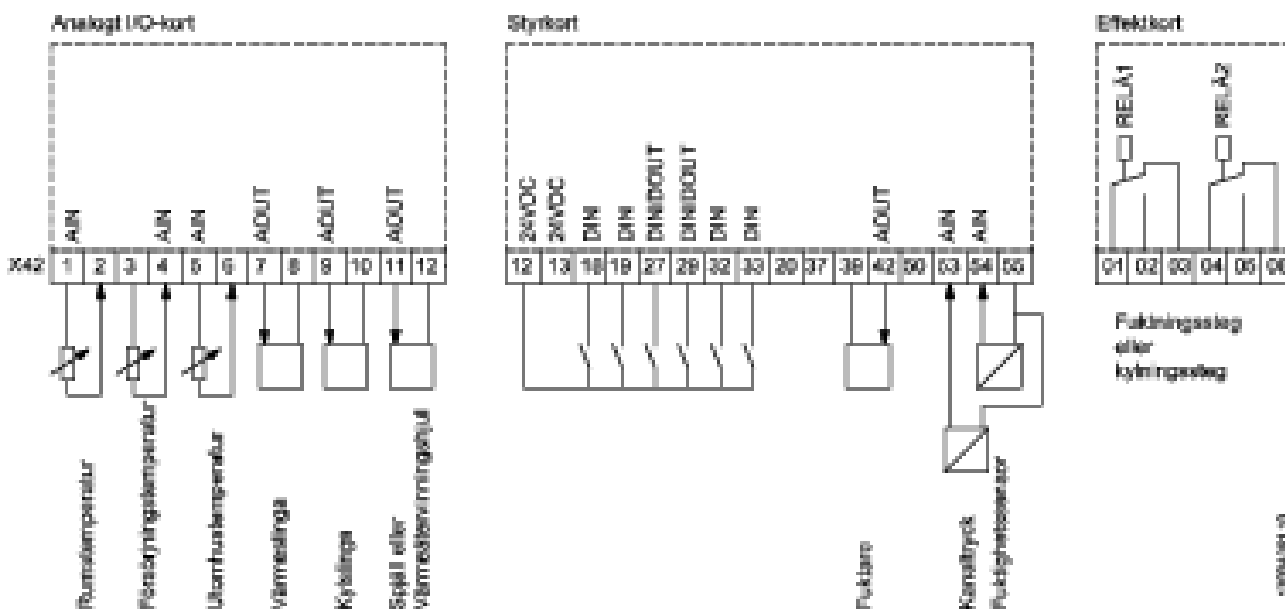 Analogt I/O-kort
Styrkort
Effektkort
RELÄ1
RELÄ2
AIN
AIN
AIN
AOUT
AOUT
AOUT
24VDC
24VDC
DIN
DIN
DIN/DOUT
DIN/DOUT
DIN
DIN
AOUT
AIN
AIN
X42
1 2 3 4 5 6 7 8 9 10 11 12
12 13 18 19 27 29 32 33 20 37 39 42 50 53 54 55
01 02 03 04 05 06
Fuktningssteg
eller
kylningssteg
Rumstemperatur
Försörjningstemperatur
Utomhustemperatur
Värmeslinga
Kylslinga
Spjäll eller
Värmeåtervinningshjul
Fuktare
Kanaltryck
Fuktighetssensor